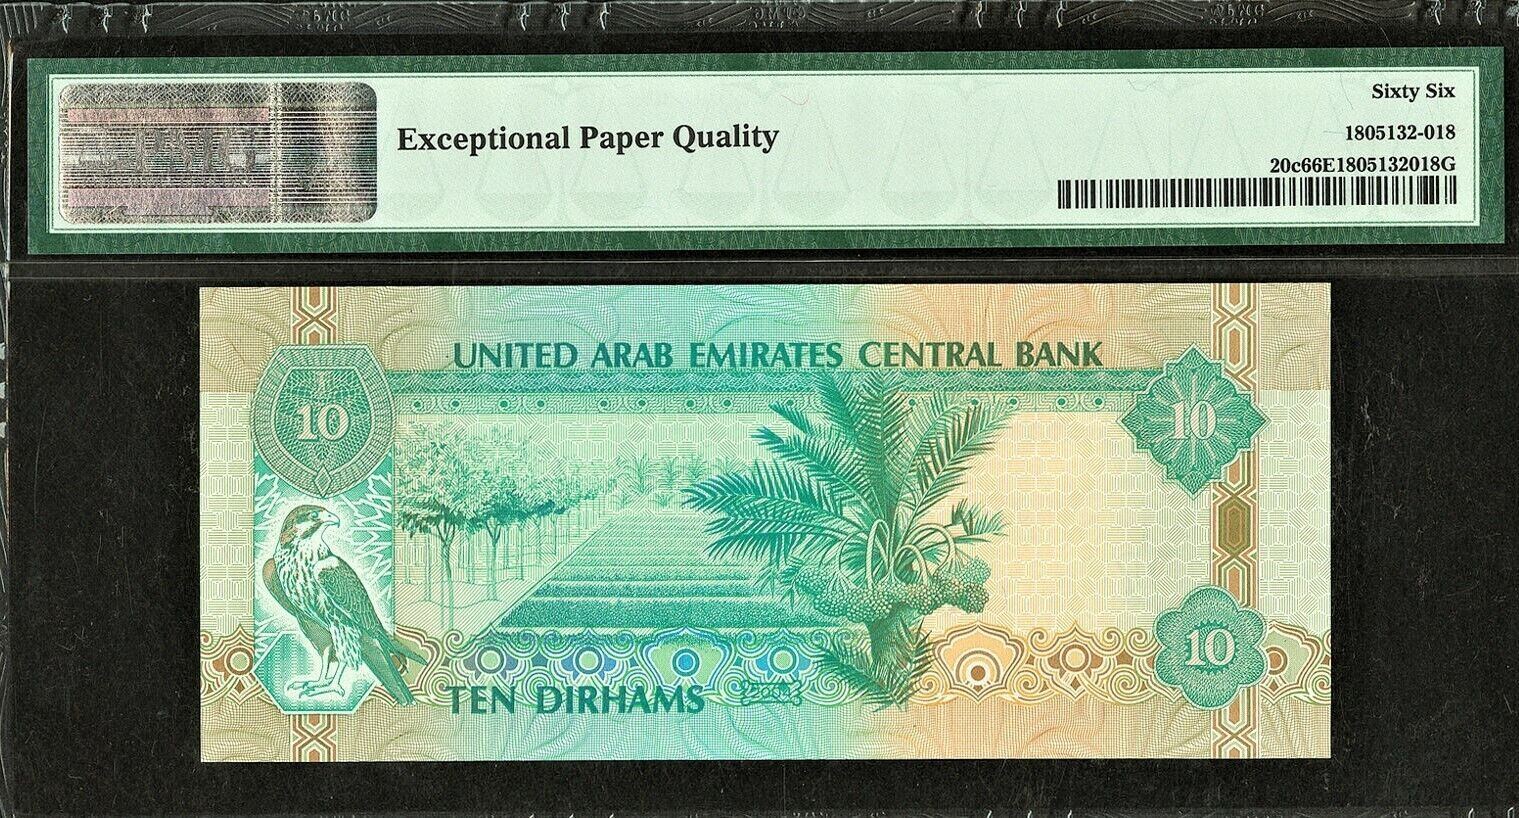 Exceptional Paper Quality
Sixty Six
1805132-018
20c66E1805132018G
UNITED ARAB EMIRATES CENTRAL BANK
10
10
10
TEN DIRHAMS